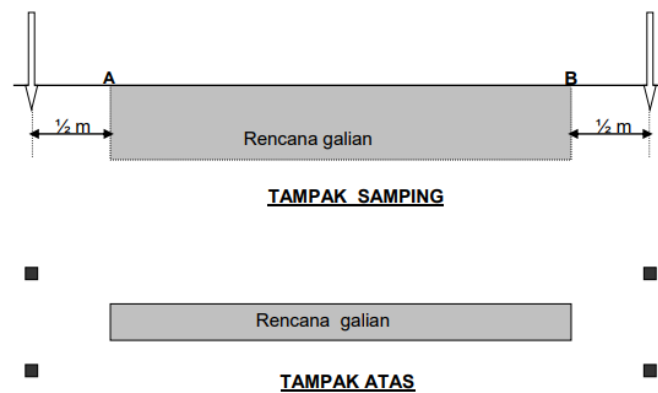 A B
½ m ½ m
Rencana galian
TAMPAK SAMPING
Rencana galian
TAMPAK ATAS